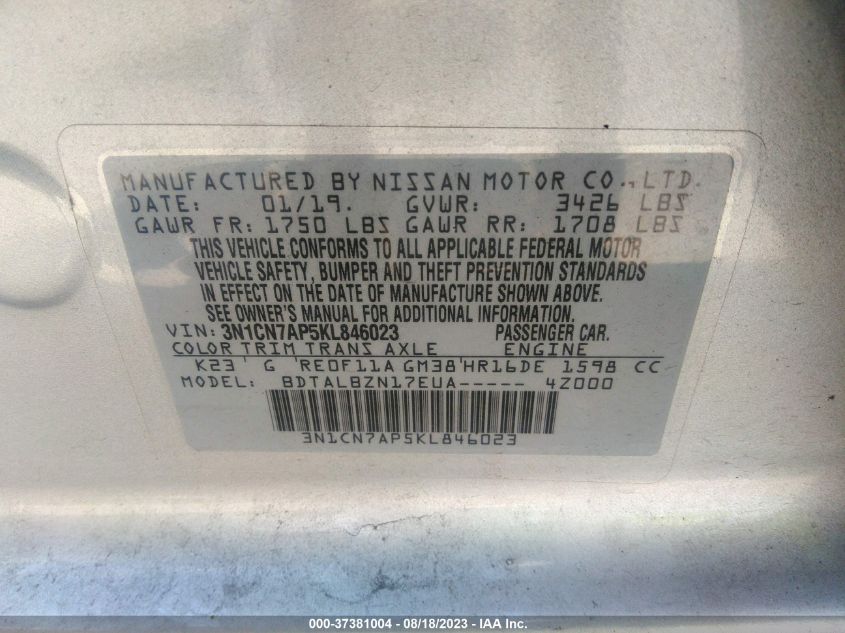 MANUFACTURED BY NISSAN MOTOR CO., LTD.
DATE: 01/19. GVWR: 3426 LBS
GAWR FR: 1750 LBS GAWR RR: 1708 LBS
THIS VEHICLE CONFORMS TO ALL APPLICABLE FEDERAL MOTOR
VEHICLE SAFETY, BUMPER AND THEFT PREVENTION STANDARDS
IN EFFECT ON THE DATE OF MANUFACTURE SHOWN ABOVE.
SEE OWNER'S MANUAL FOR ADDITIONAL INFORMATION.
VIN: 3N1CN7AP5KL846023 PASSENGER CAR.
COLOR TRIM TRANS AXLE ENGINE
K23 G RE0F11A GM38 HR16DE 1598 CC
MODEL: BDTALBZN17EUA----- 4Z000
3N1CN7AP5KL846023
000-37381004 - 08/18/2023 - IAA Inc.